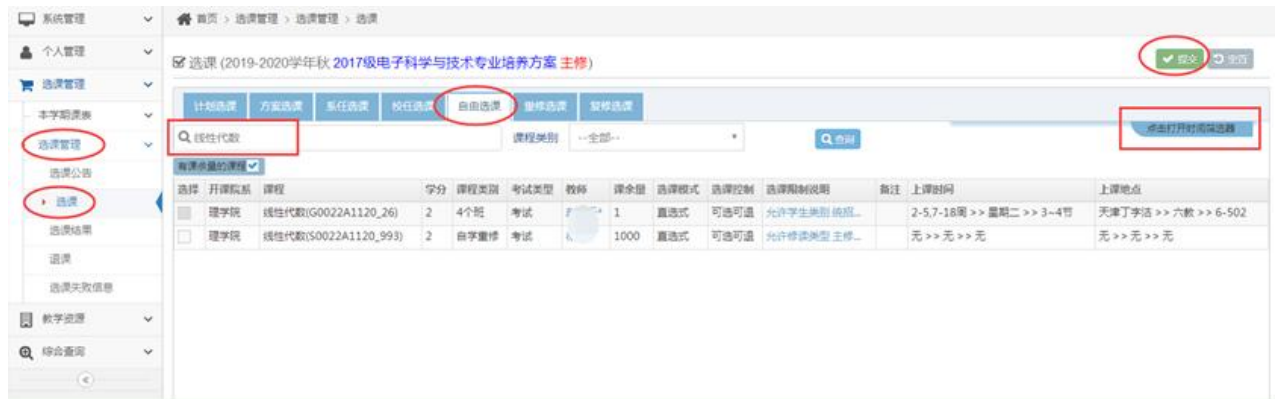 系统管理
个人管理
选课管理
本学期课表
选课管理
选课公告
选课
选课结果
退课
选课失败信息
教学资源
综合查询
首页 > 选课管理 > 选课管理 > 选课
选课 (2019-2020学年秋 2017级电子科学与技术专业培养方案 主修)
提交
计划选课 方案选课 系任选课 校任选课 自由选课 重修选课 复修选课
点击打开时间筛选器
线性代数 课程类别 --全部-- 查询
有课余量的课程
选择 开课院系 课程 学分 课程类别 考试类型 教师 课余量 选课模式 选课控制 选课限制说明 备注 上课时间 上课地点
理学院 线性代数(G0022A1120_26) 2 4个班 考试 1 直选式 可选可退 允许学生类别 统招... 2-5,7-18周 >> 星期二 >> 3~4节 天津丁字沽 >> 六教 >> 6-502
理学院 线性代数(S0022A1120_993) 2 自学重修 考试 1000 直选式 可选可退 允许修读类型 主修... 无 >> 无 >> 无 无 >> 无 >> 无